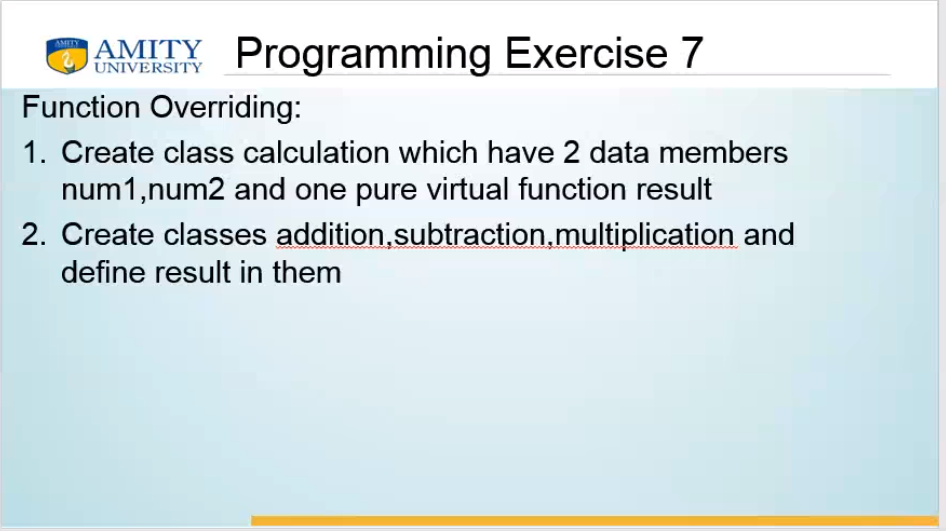 AMITY
AMITY
UNIVERSITY
Programming Exercise 7
Function Overriding:
1. Create class calculation which have 2 data members
num1,num2 and one pure virtual function result
2. Create classes addition,subtraction,multiplication and
define result in them